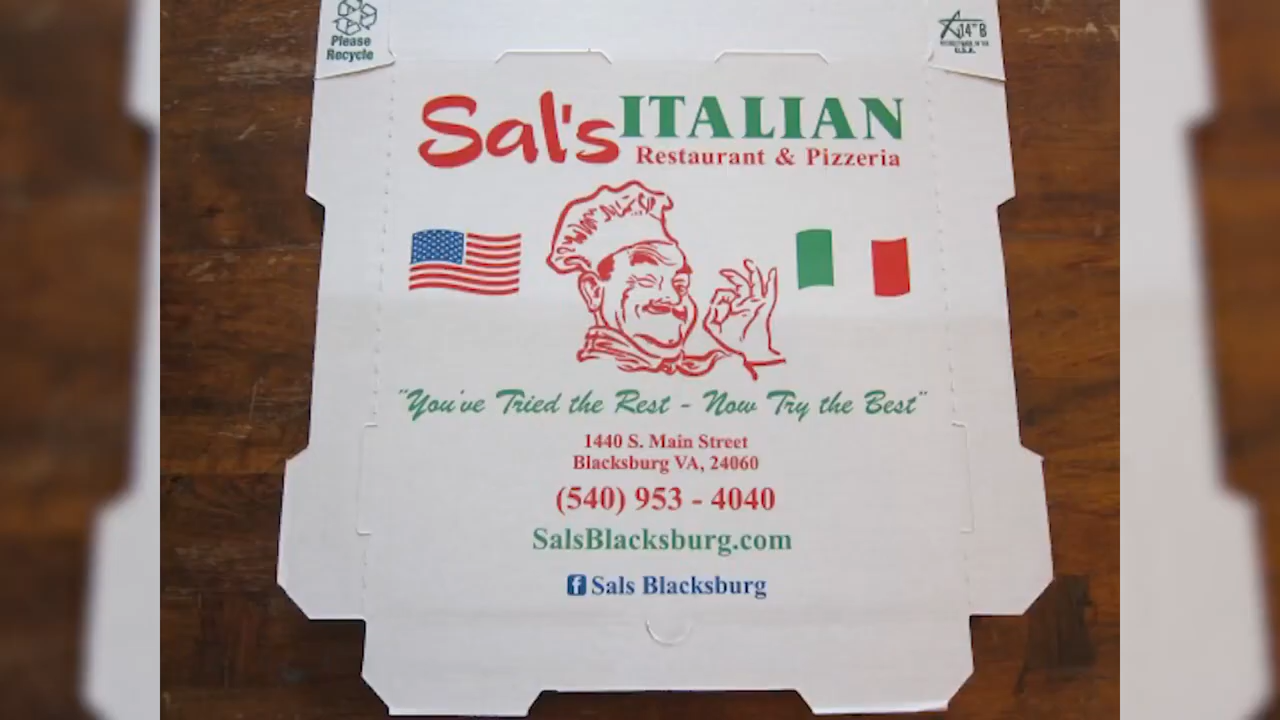 Please
Recycle
14" B
U.S.A.
Sal's ITALIAN
Restaurant & Pizzeria
"You've Tried the Rest - Now Try the Best"
1440 S. Main Street
Blacksburg VA, 24060
(540) 953 - 4040
SalsBlacksburg.com
f Sals Blacksburg